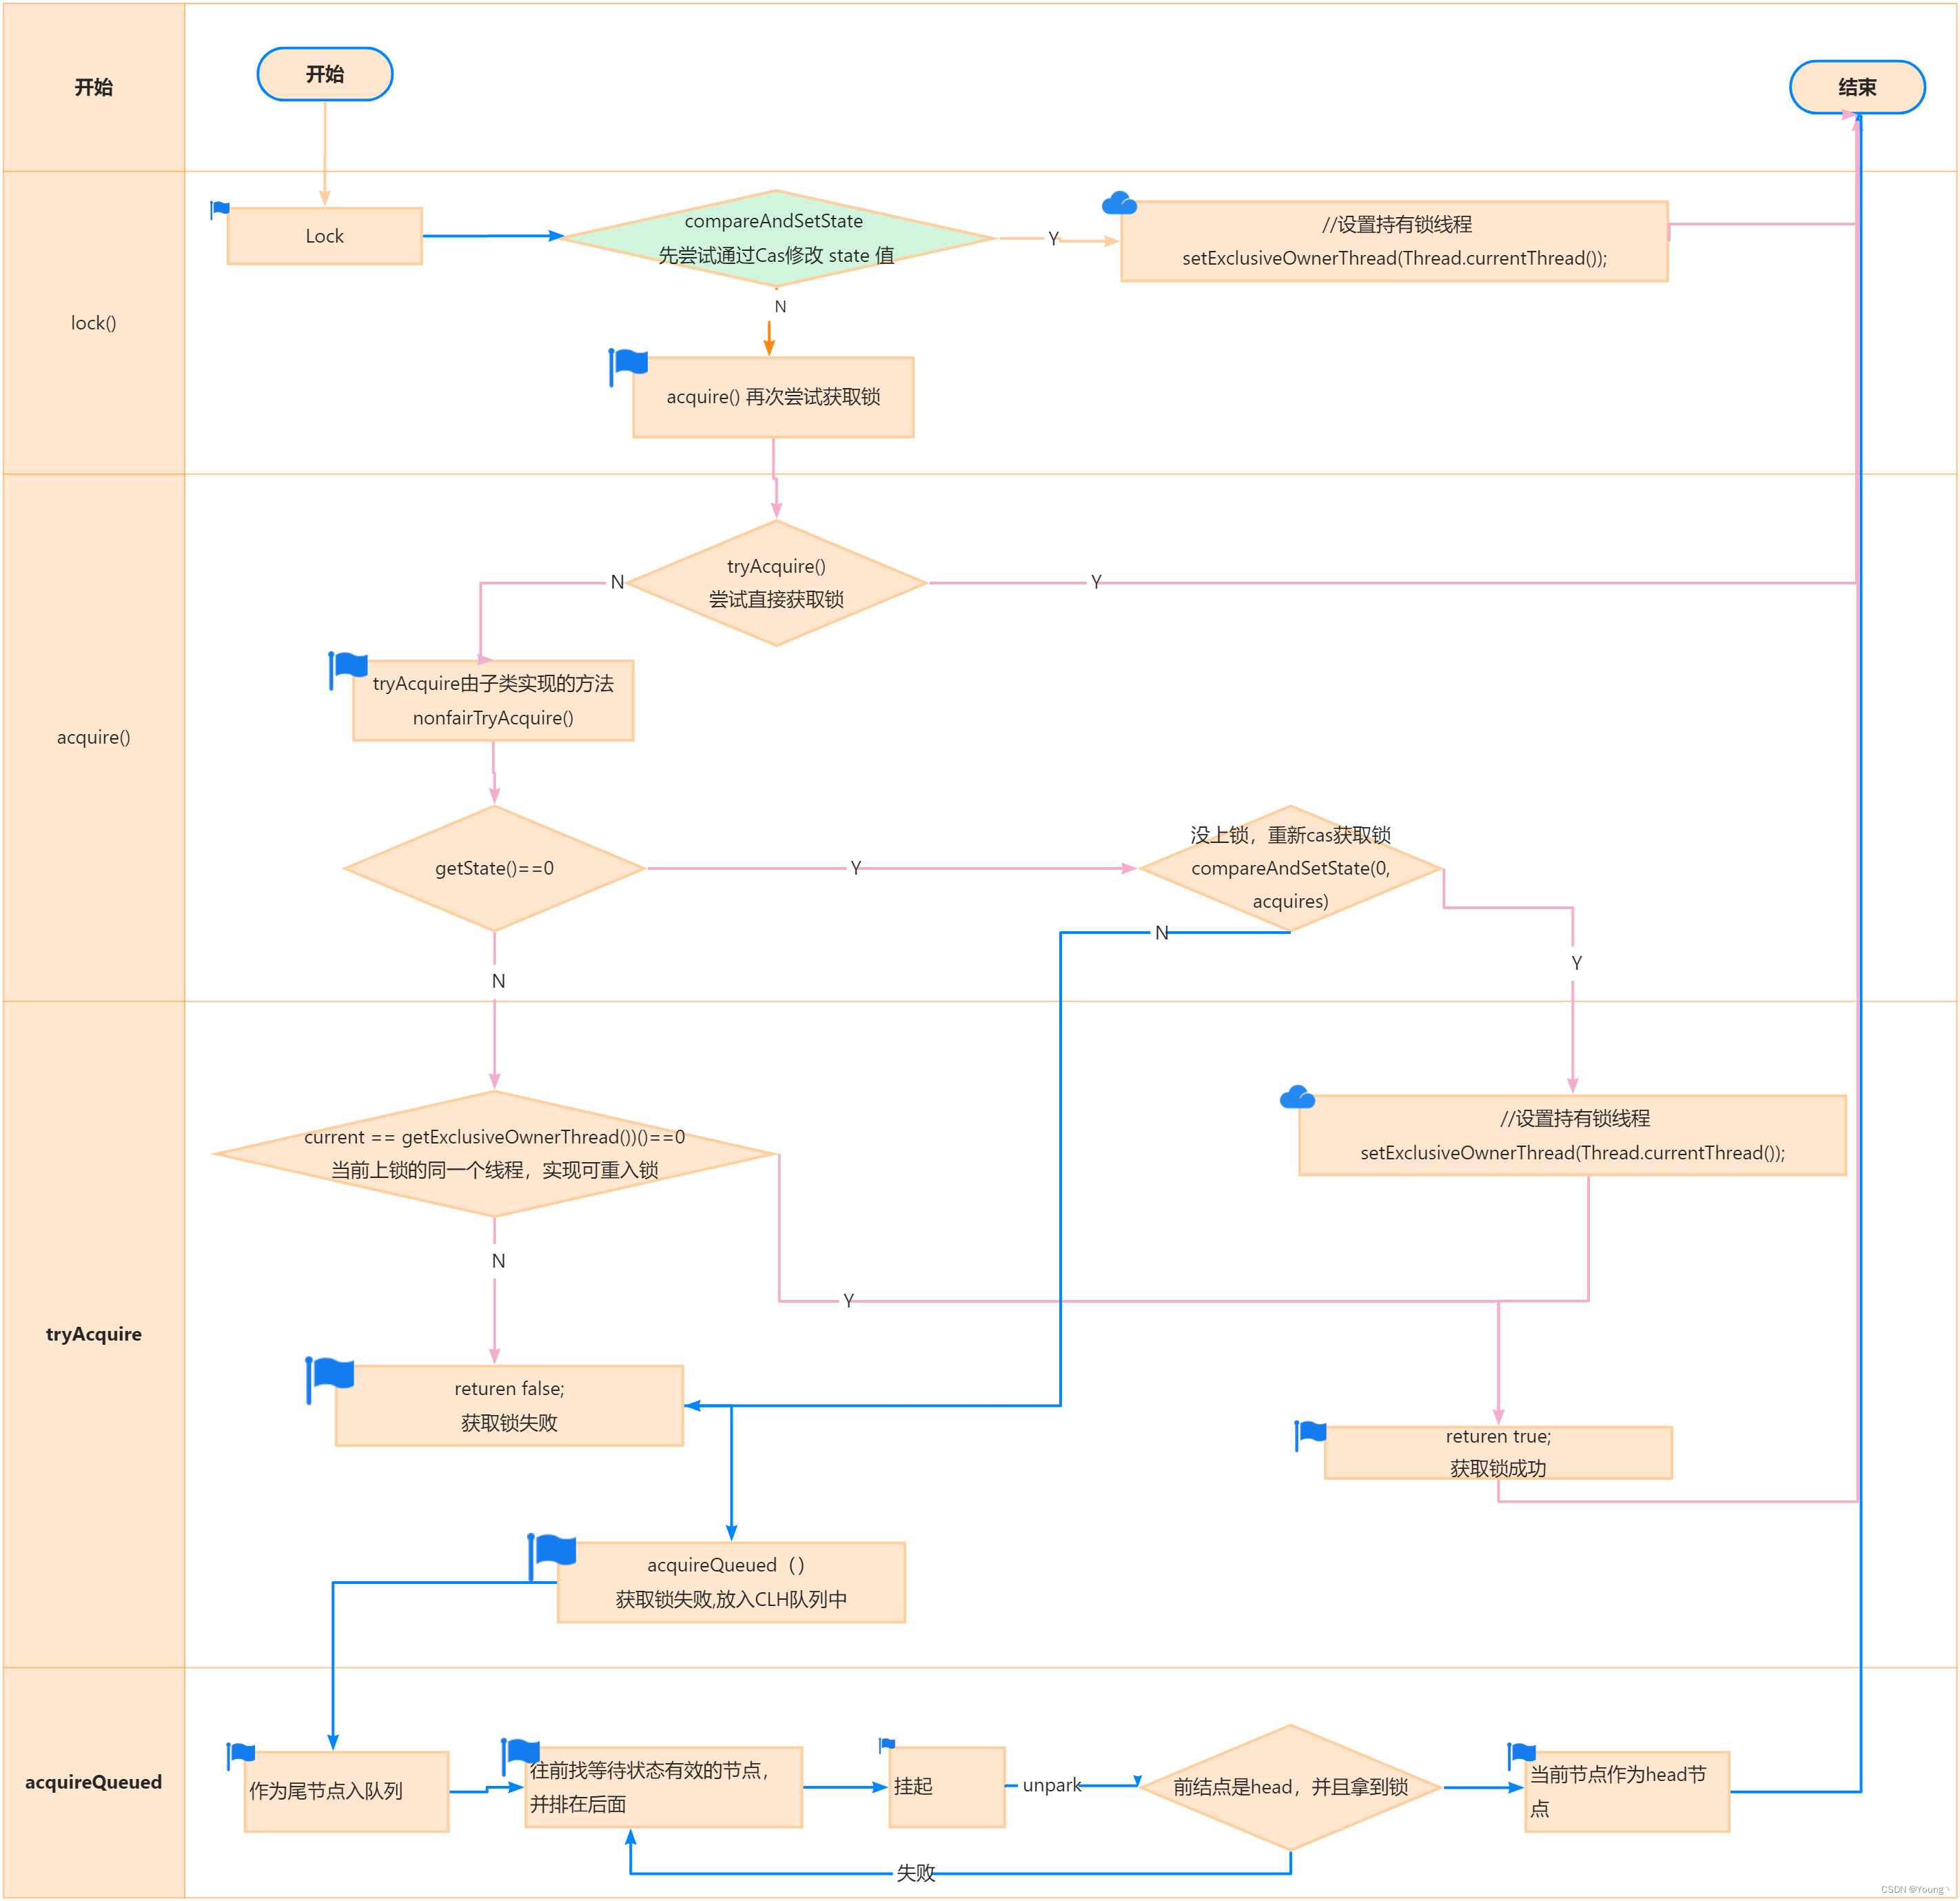 开始
开始
结束
lock()
Lock
compareAndSetState
先尝试通过Cas修改 state 值
Y
//设置持有锁线程
setExclusiveOwnerThread(Thread.currentThread());
N
acquire() 再次尝试获取锁
acquire()
tryAcquire()
尝试直接获取锁
N
Y
tryAcquire由子类实现的方法
nonfairTryAcquire()
getState()==0
Y
没上锁，重新cas获取锁
compareAndSetState(0,
acquires)
N
Y
N
tryAcquire
current == getExclusiveOwnerThread())()==0
当前上锁的同一个线程，实现可重入锁
//设置持有锁线程
setExclusiveOwnerThread(Thread.currentThread());
N
Y
returen false;
获取锁失败
returen true;
获取锁成功
acquireQueued（）
获取锁失败,放入CLH队列中
acquireQueued
作为尾节点入队列
往前找等待状态有效的节点，
并排在后面
挂起
unpark
前结点是head，并且拿到锁
当前节点作为head节
点
失败
CSDN @Young丶